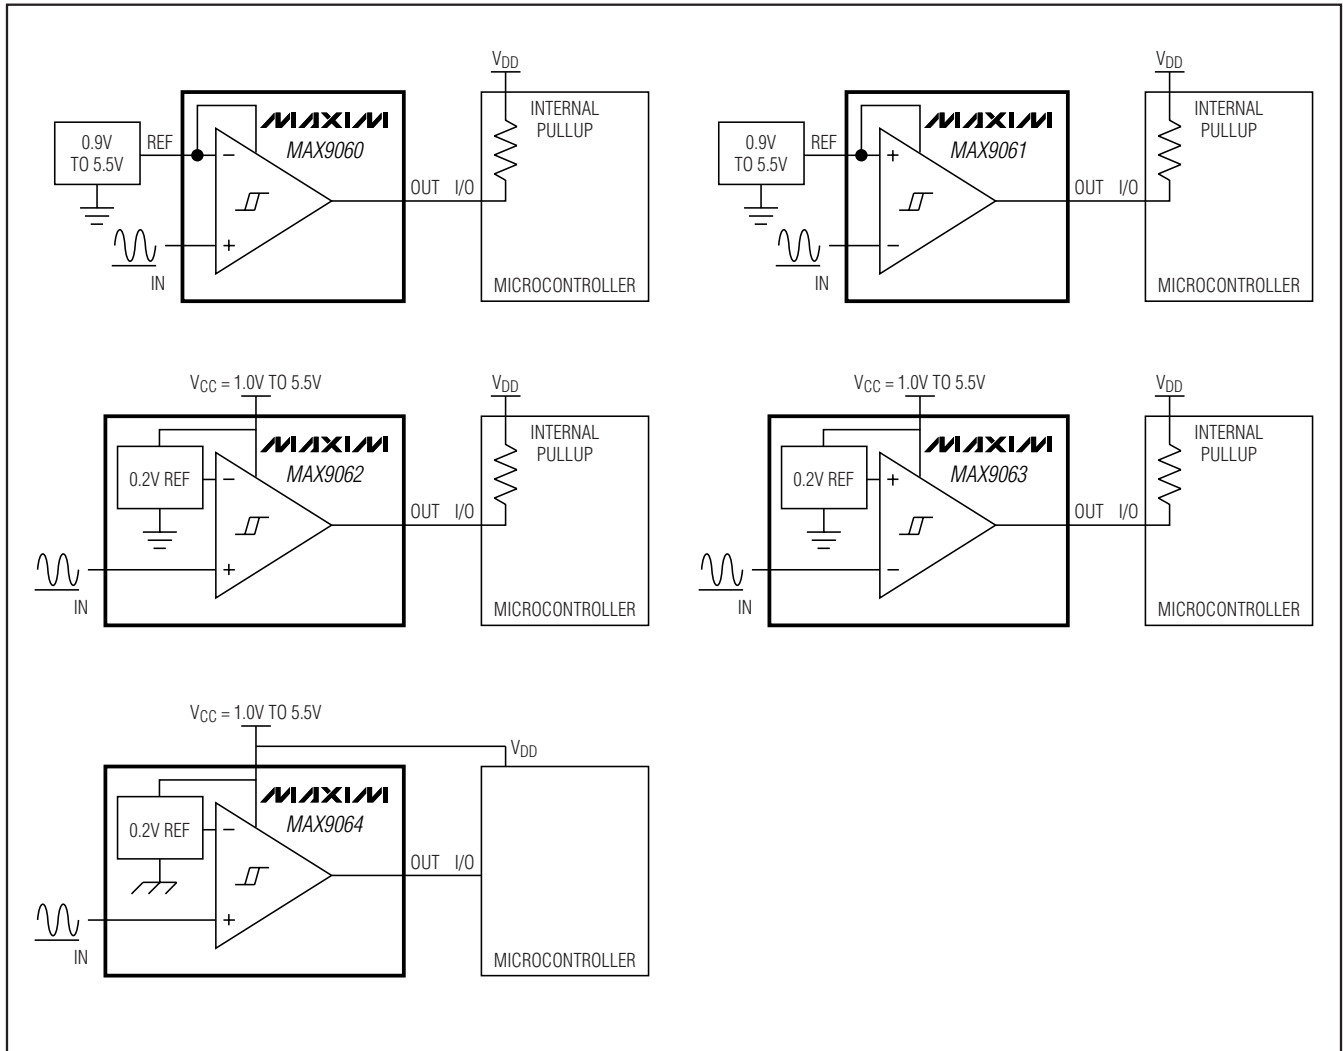 VDD
INTERNAL
PULLUP
MAXIM
MAX9060
0.9V
TO 5.5V
REF
−
+
IN
OUT I/O
MICROCONTROLLER
VDD
INTERNAL
PULLUP
MAXIM
MAX9061
0.9V
TO 5.5V
REF
+
−
IN
OUT I/O
MICROCONTROLLER
VCC = 1.0V TO 5.5V
VDD
INTERNAL
PULLUP
MAXIM
MAX9062
0.2V REF
−
+
IN
OUT I/O
MICROCONTROLLER
VCC = 1.0V TO 5.5V
VDD
INTERNAL
PULLUP
MAXIM
MAX9063
0.2V REF
+
−
IN
OUT I/O
MICROCONTROLLER
VCC = 1.0V TO 5.5V
VDD
MAXIM
MAX9064
0.2V REF
−
+
IN
OUT I/O
MICROCONTROLLER